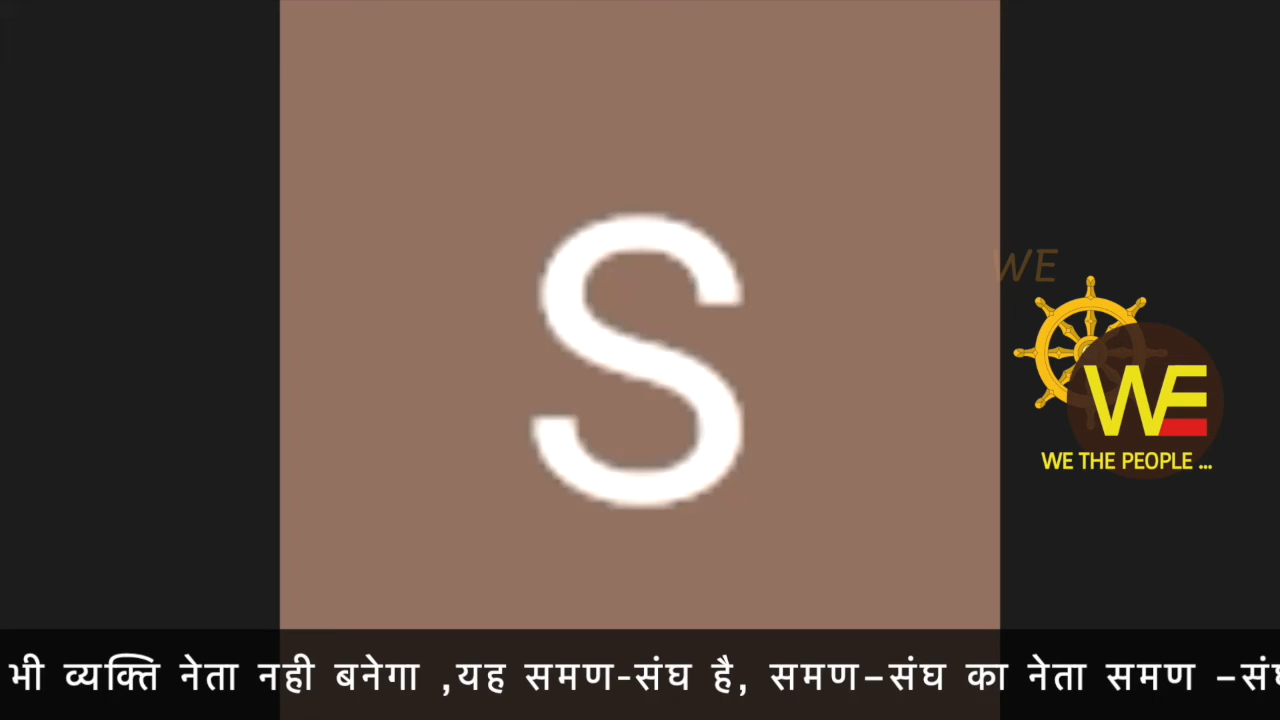 S
WE
WE
WE THE PEOPLE ...
भी व्यक्ति नेता नही बनेगा ,यह समण-संघ है, समण–संघ का नेता समण –संघ